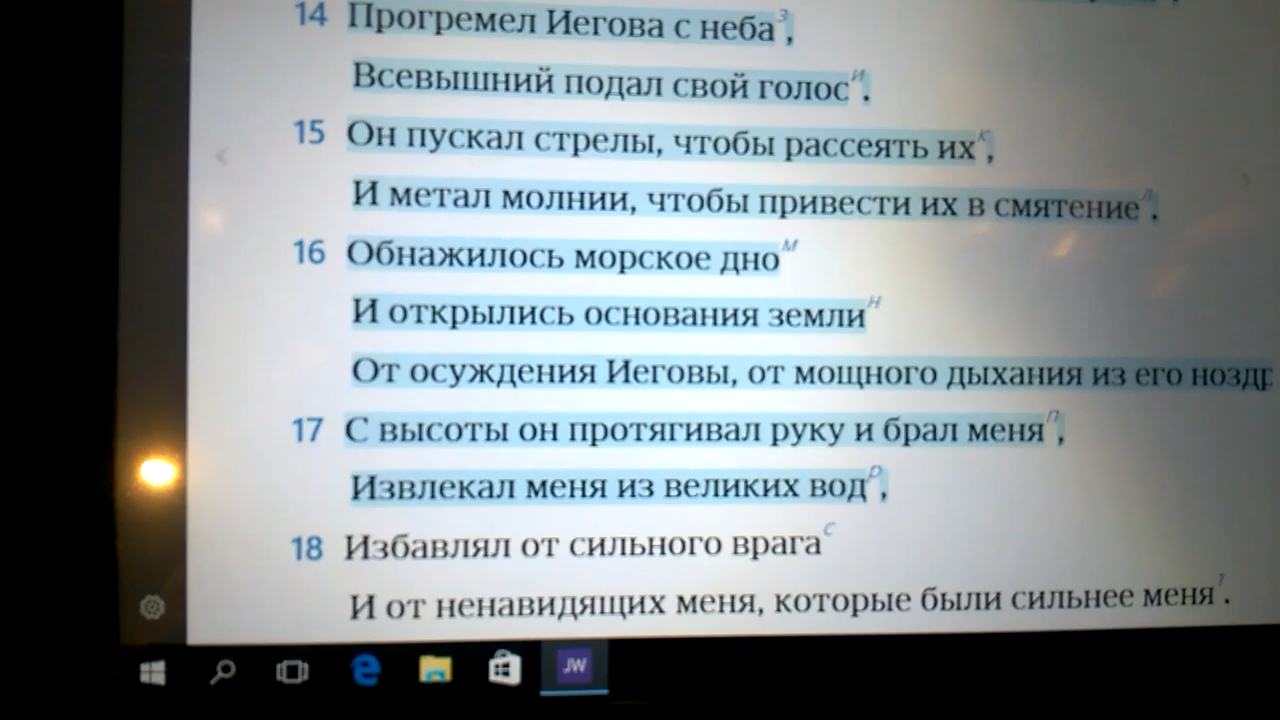 14 Прогремел Иегова с неба З,
Всевышний подал свой голос И.
15 Он пускал стрелы, чтобы рассеять их К,
И метал молнии, чтобы привести их в смятение Л.
16 Обнажилось морское дно М
И открылись основания земли Н
От осуждения Иеговы, от мощного дыхания из его
17 С высоты он протягивал руку и брал меня П,
Извлекал меня из великих вод Р,
18 Избавлял от сильного врага С
И от ненавидящих меня, которые были сильнее меня Т.
JW